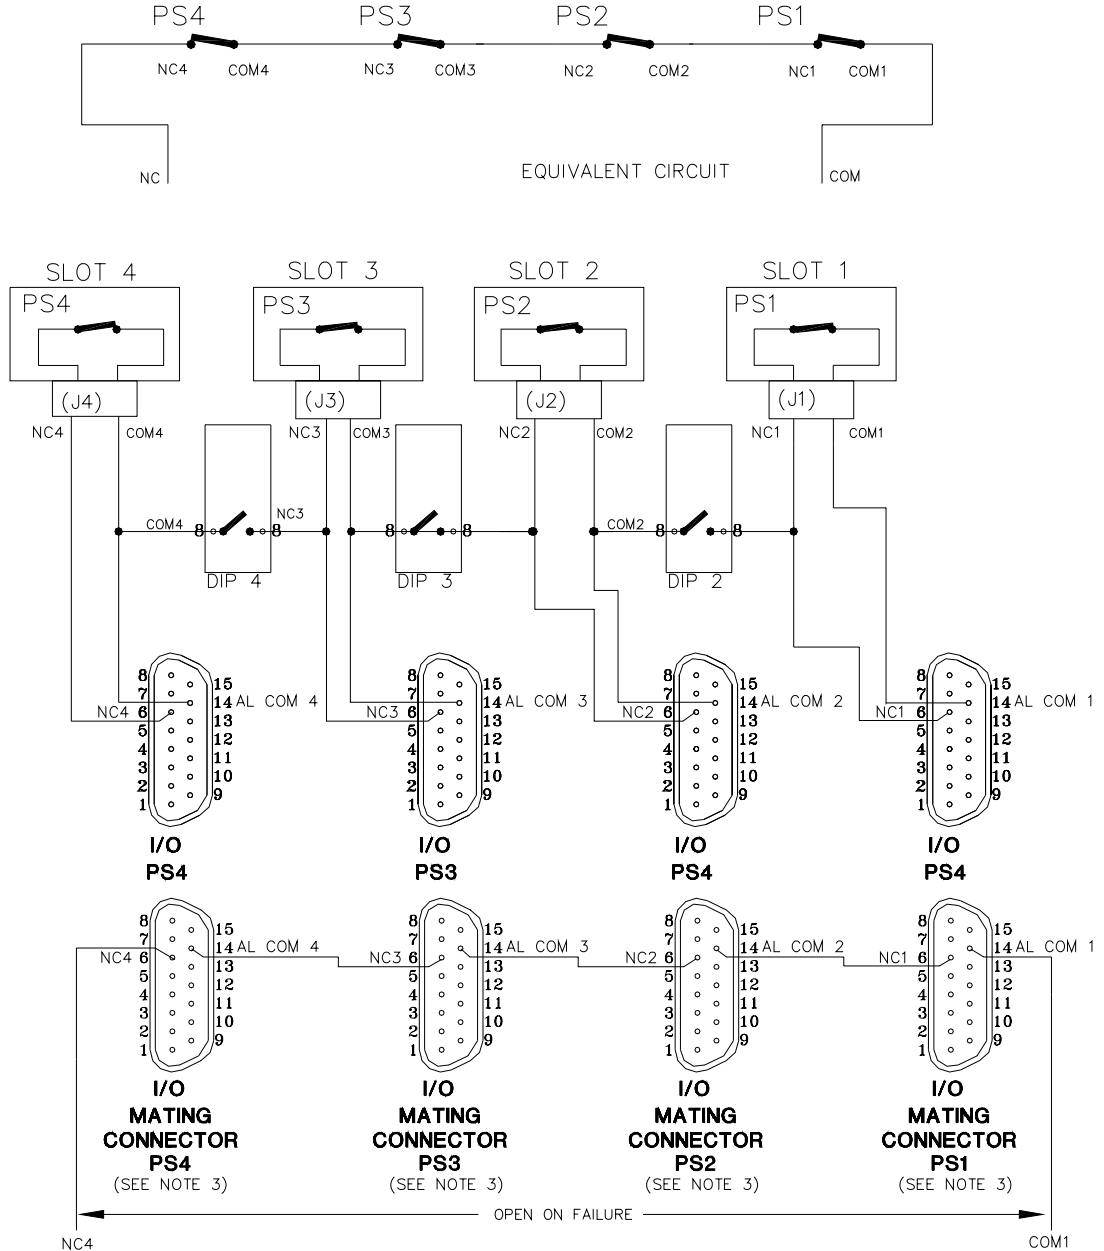 PS4 PS3 PS2 PS1
NC4 COM4 NC3 COM3 NC2 COM2 NC1 COM1
NC EQUIVALENT CIRCUIT COM
SLOT 4 SLOT 3 SLOT 2 SLOT 1
PS4 PS3 PS2 PS1
(J4) (J3) (J2) (J1)
NC4 COM4 NC3 COM3 NC2 COM2 NC1 COM1
COM4 8 8 NC3 8 8 COM2 8 8
DIP 4 DIP 3 DIP 2
8 8 8 8
15 15 15 15
7 7 7 7
14 AL COM 4 14 AL COM 3 14 AL COM 2 14 AL COM 1
NC4 6 NC3 6 NC2 6 NC1 6
13 13 13 13
5 5 5 5
12 12 12 12
4 4 4 4
11 11 11 11
3 3 3 3
10 10 10 10
2 2 2 2
9 9 9 9
1 1 1 1
I/O I/O I/O I/O
PS4 PS3 PS4 PS4
8 8 8 8
15 15 15 15
7 7 7 7
14 AL COM 4 14 AL COM 3 14 AL COM 2 14 AL COM 1
NC4 6 NC3 6 NC2 6 NC1 6
13 13 13 13
5 5 5 5
12 12 12 12
4 4 4 4
11 11 11 11
3 3 3 3
10 10 10 10
2 2 2 2
9 9 9 9
1 1 1 1
I/O I/O I/O I/O
MATING MATING MATING MATING
CONNECTOR CONNECTOR CONNECTOR CONNECTOR
PS4 PS3 PS2 PS1
(SEE NOTE 3) (SEE NOTE 3) (SEE NOTE 3) (SEE NOTE 3)
OPEN ON FAILURE
NC4 COM1